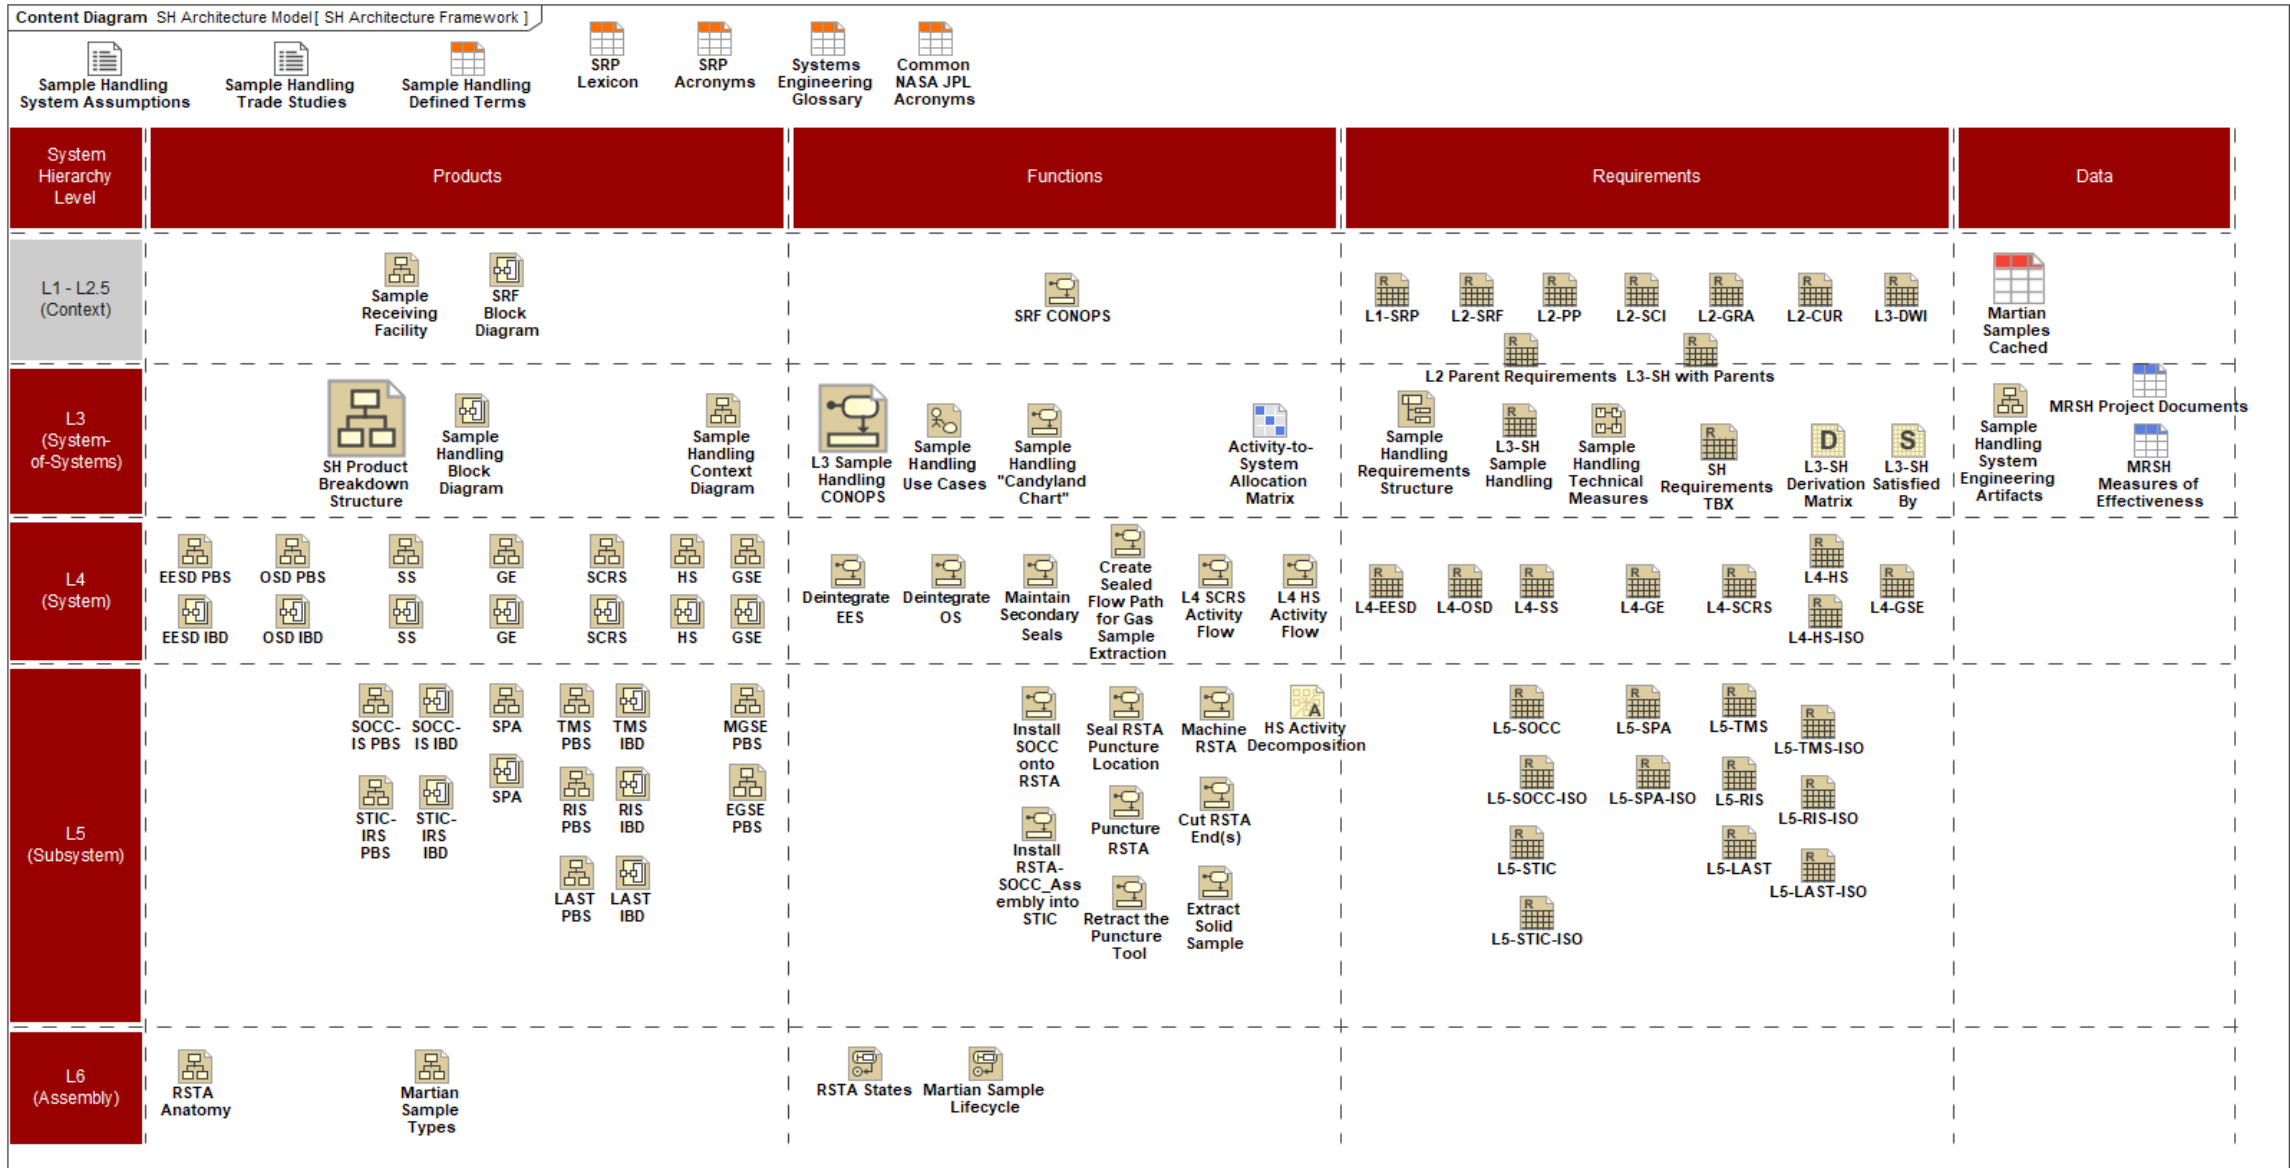 Content Diagram SH Architecture Model[ SH Architecture Framework ]
Sample Handling
System Assumptions
Sample Handling
Trade Studies
Sample Handling
Defined Terms
SRP
Lexicon
SRP
Acronyms
Systems
Engineering
Glossary
Common
NASA JPL
Acronyms
System
Hierarchy
Level
Products
Functions
Requirements
Data
L1 - L2.5
(Context)
Sample
Receiving
Facility
SRF
Block
Diagram
SRF CONOPS
L1-SRP
L2-SRF
L2-PP
L2-SCI
L2-GRA
L2-CUR
L3-DWI
L2 Parent Requirements
L3-SH with Parents
Martian
Samples
Cached
L3
(System-
of-Systems)
SH Product
Breakdown
Structure
Sample
Handling
Block
Diagram
Sample
Handling
Context
Diagram
L3 Sample
Handling
CONOPS
Sample
Handling
Use Cases
Sample
Handling
"Candyland
Chart"
Activity-to-
System
Allocation
Matrix
Sample
Handling
Requirements
Structure
R
L3-SH
Sample
Handling
Sample
Handling
Technical
Measures
R
SH
Requirements
TBX
D
L3-SH
Derivation
Matrix
S
L3-SH
Satisfied
By
Sample
Handling
System
Engineering
Artifacts
MRSH Project Documents
MRSH
Measures of
Effectiveness
L4
(System)
EESD PBS
OSD PBS
SS
GE
SCRS
HS
GSE
EESD IBD
OSD IBD
SS
GE
SCRS
HS
GSE
Deintegrate
EES
Deintegrate
OS
Maintain
Secondary
Seals
Create
Sealed
Flow Path
for Gas
Sample
Extraction
L4 SCRS
Activity
Flow
L4 HS
Activity
Flow
L4-EESD
L4-OSD
L4-SS
L4-GE
L4-SCRS
L4-HS
L4-HS-ISO
L4-GSE
L5
(Subsystem)
SOCC-
IS PBS
SOCC-
IS IBD
SPA
TMS
PBS
TMS
IBD
MGSE
PBS
STIC-
IRS
PBS
STIC-
IRS
IBD
SPA
RIS
PBS
RIS
IBD
EGSE
PBS
LAST
PBS
LAST
IBD
Install
SOCC
onto
RSTA
Seal RSTA
Puncture
Location
Machine
RSTA
A
HS Activity
Decomposition
Install
RSTA-
SOCC_Ass
embly into
STIC
Puncture
RSTA
Cut RSTA
End(s)
Retract the
Puncture
Tool
Extract
Solid
Sample
L5-SOCC
L5-SPA
L5-TMS
L5-TMS-ISO
L5-SOCC-ISO
L5-SPA-ISO
L5-RIS
L5-RIS-ISO
L5-STIC
L5-LAST
L5-LAST-ISO
L5-STIC-ISO
L6
(Assembly)
RSTA
Anatomy
Martian
Sample
Types
RSTA States
Martian Sample
Lifecycle